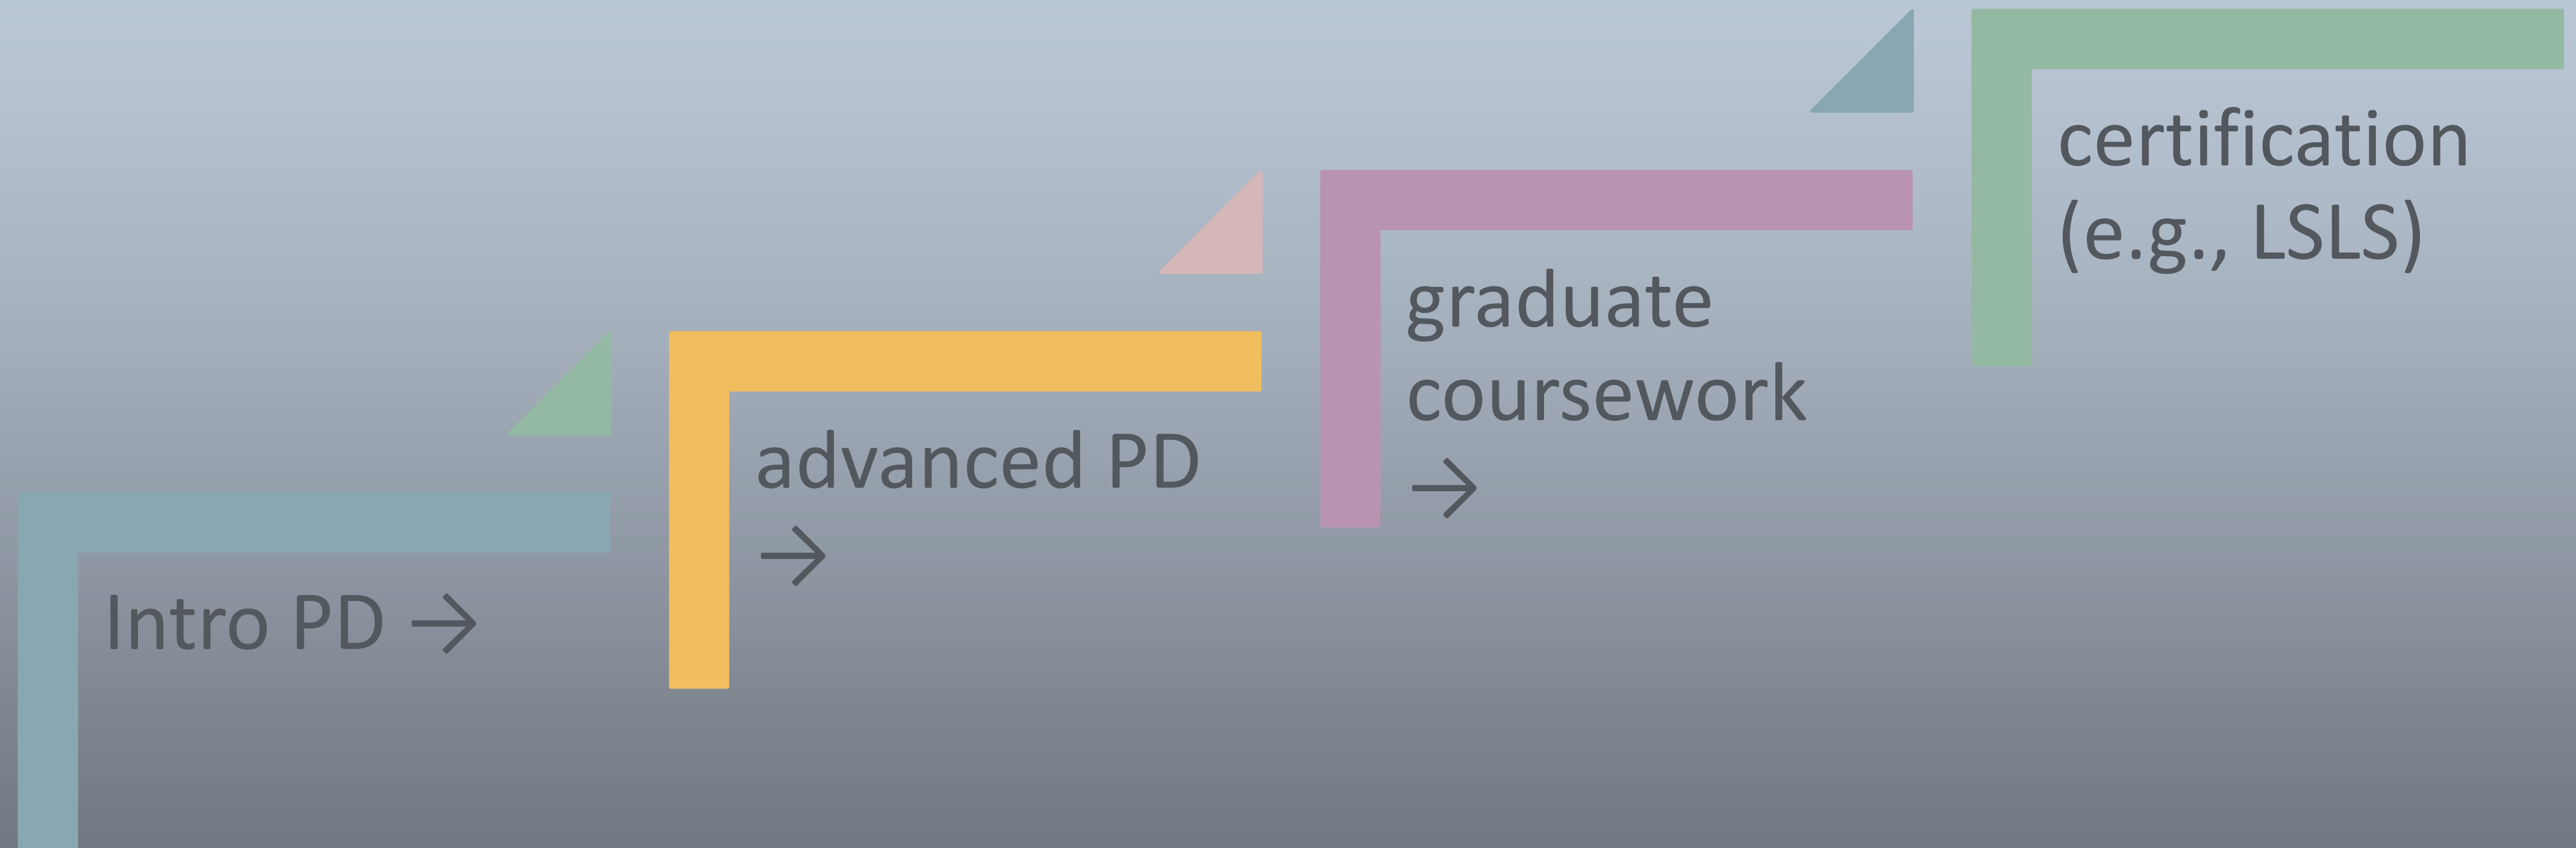 Intro PD →
advanced PD
→
graduate
coursework
→
certification
(e.g., LSLS)